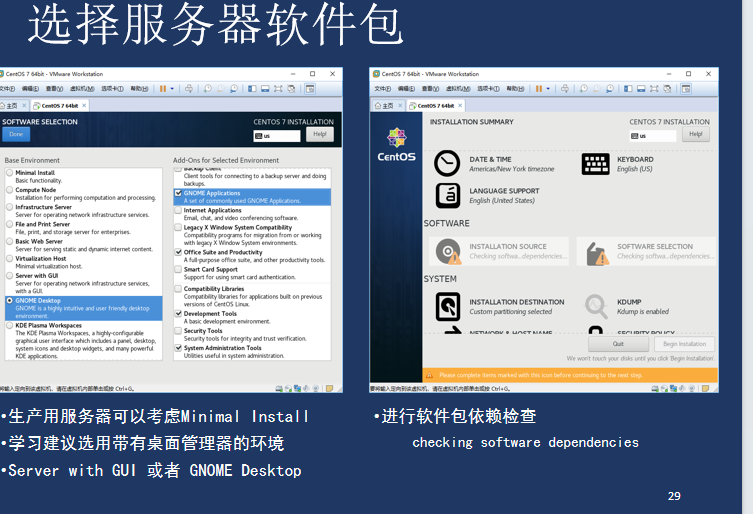 选择服务器软件包
CentOS 7 64bit - VMware Workstation
文件(F) 编辑(E) 查看(V) 虚拟机(M) 选项卡(T) 帮助(H)
主页 × CentOS 7 64bit ×
SOFTWARE SELECTION
CENTOS 7 INSTALLATION
Done
us
Help!
Base Environment
Minimal Install
Basic functionality.
Compute Node
Installation for performing computation and processing.
Infrastructure Server
Server for operating network infrastructure services.
File and Print Server
File, print, and storage server for enterprises.
Basic Web Server
Server for serving static and dynamic internet content.
Virtualization Host
Minimal virtualization host.
Server with GUI
Server for operating network infrastructure services,
with a GUI.
GNOME Desktop
GNOME is a highly intuitive and user friendly desktop
environment.
KDE Plasma Workspaces
The KDE Plasma Workspaces, a highly-configurable
graphical user interface which includes a panel, desktop,
system icons and desktop widgets, and many powerful
KDE applications.
Add-Ons for Selected Environment
Backup Client
Client tools for connecting to a backup server and doing
backups.
GNOME Applications
A set of commonly used GNOME Applications.
Internet Applications
Email, chat, and video conferencing software.
Legacy X Window System Compatibility
Compatibility programs for migration from or working
with legacy X Window System environments.
Office Suite and Productivity
A full-purpose office suite, and other productivity tools.
Smart Card Support
Support for using smart card authentication.
Compatibility Libraries
Compatibility libraries for applications built on previous
versions of CentOS Linux.
Development Tools
A basic development environment.
Security Tools
Security tools for integrity and trust verification.
System Administration Tools
Utilities useful in system administration.
要将输入定向到该虚拟机，请在虚拟机内部单击或按 Ctrl+G。
CentOS 7 64bit - VMware Workstation
文件(F) 编辑(E) 查看(V) 虚拟机(M) 选项卡(T) 帮助(H)
主页 × CentOS 7 64bit ×
CentOS
INSTALLATION SUMMARY
CENTOS 7 INSTALLATION
us
Help!
DATE & TIME
Americas/New York timezone
KEYBOARD
English (US)
LANGUAGE SUPPORT
English (United States)
SOFTWARE
INSTALLATION SOURCE
Checking softwa...dependencies...
SOFTWARE SELECTION
Checking softwa...dependencies...
SYSTEM
INSTALLATION DESTINATION
Custom partitioning selected
KDUMP
Kdump is enabled
NETWORK & HOST NAME
SECURITY POLICY
Quit
Begin Installation
We won't touch your disks until you click 'Begin Installation'.
Please complete items marked with this icon before continuing to the next step.
要将输入定向到该虚拟机，请在虚拟机内部单击或按 Ctrl+G。
•生产用服务器可以考虑Minimal Install
•学习建议选用带有桌面管理器的环境
•Server with GUI 或者 GNOME Desktop
•进行软件包依赖检查
checking software dependencies
29